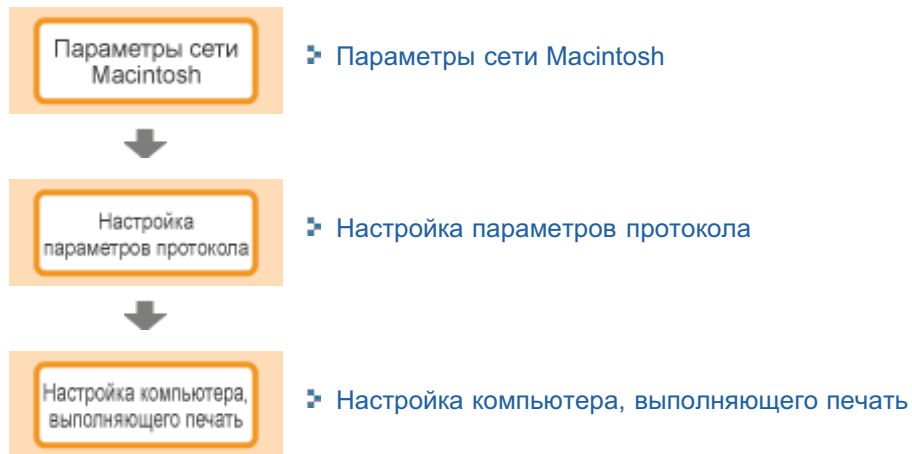 Параметры сети
Macintosh
Параметры сети Macintosh
Настройка
параметров протокола
Настройка параметров протокола
Настройка компьютера,
выполняющего печать
Настройка компьютера, выполняющего печать